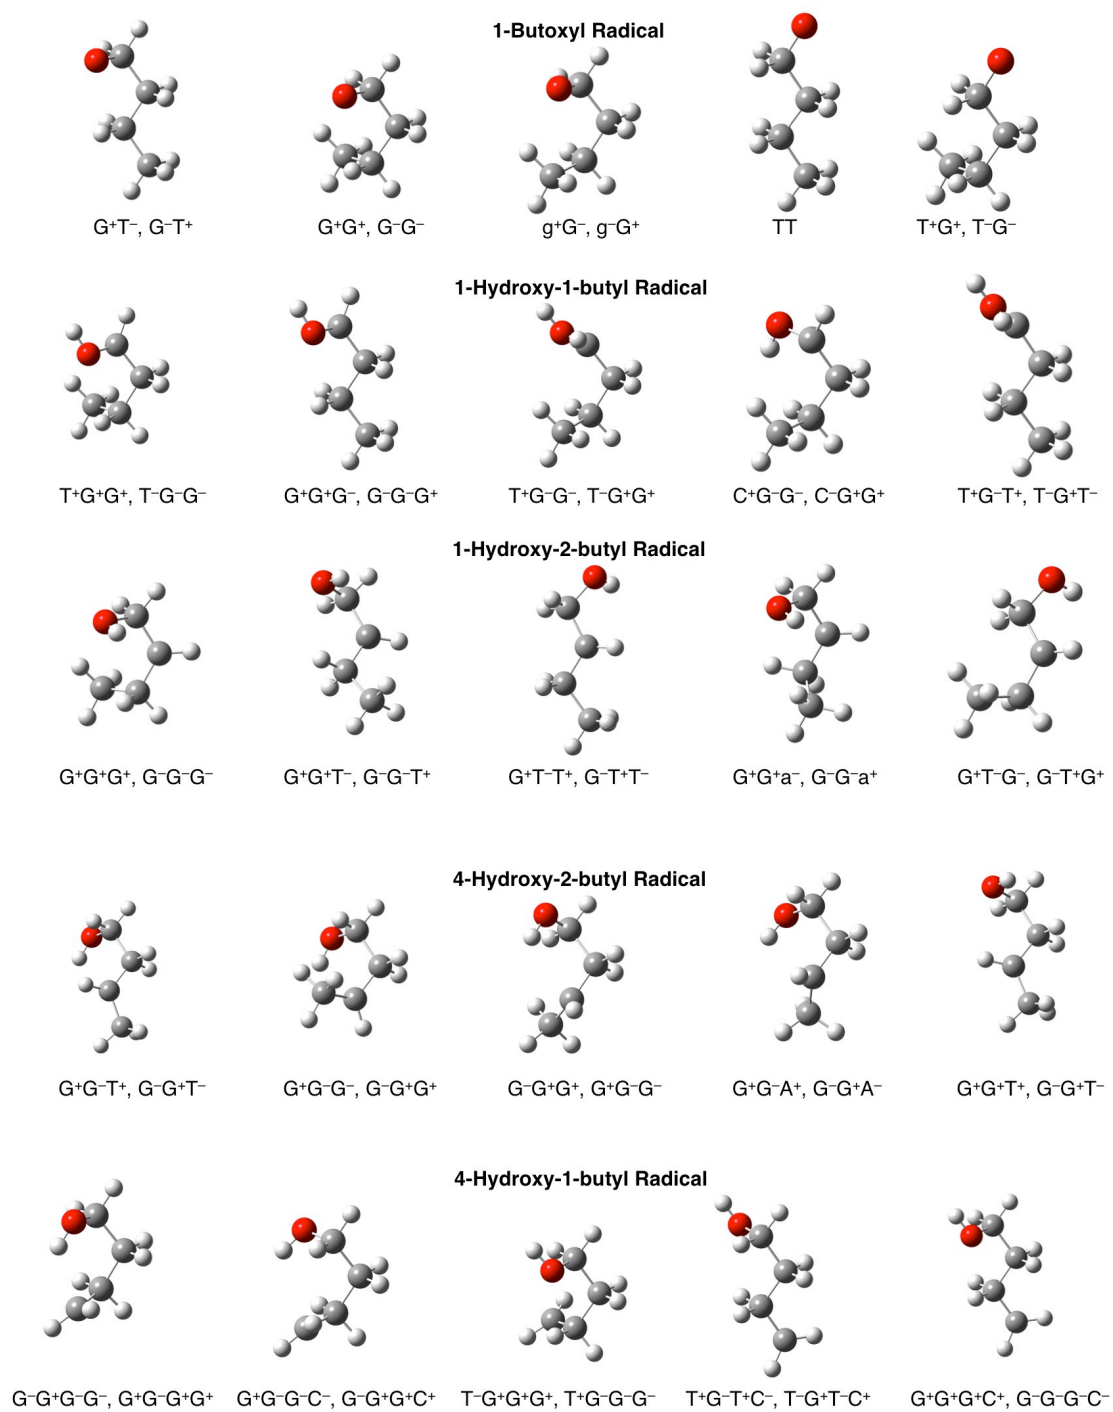 1-Butoxyl Radical
G⁺T⁻, G⁻T⁺
G⁺G⁺, G⁻G⁻
g⁺G⁻, g⁻G⁺
TT
T⁺G⁺, T⁻G⁻
1-Hydroxy-1-butyl Radical
T⁺G⁺G⁺, T⁻G⁻G⁻
G⁺G⁺G⁻, G⁻G⁻G⁺
T⁺G⁻G⁻, T⁻G⁺G⁺
C⁺G⁻G⁻, C⁻G⁺G⁺
T⁺G⁻T⁺, T⁻G⁺T⁻
1-Hydroxy-2-butyl Radical
G⁺G⁺G⁺, G⁻G⁻G⁻
G⁺G⁺T⁻, G⁻G⁻T⁺
G⁺T⁻T⁺, G⁻T⁺T⁻
G⁺G⁺a⁻, G⁻G⁻a⁺
G⁺T⁻G⁻, G⁻T⁺G⁺
4-Hydroxy-2-butyl Radical
G⁺G⁻T⁺, G⁻G⁺T⁻
G⁺G⁻G⁻, G⁻G⁺G⁺
G⁻G⁺G⁺, G⁺G⁻G⁻
G⁺G⁻A⁺, G⁻G⁺A⁻
G⁺G⁺T⁺, G⁻G⁺T⁻
4-Hydroxy-1-butyl Radical
G⁻G⁺G⁻G⁻, G⁺G⁻G⁺G⁺
G⁺G⁻G⁻C⁻, G⁻G⁺G⁺C⁺
T⁻G⁺G⁺G⁺, T⁺G⁻G⁻G⁻
T⁺G⁻T⁺C⁻, T⁻G⁺T⁻C⁺
G⁺G⁺G⁺C⁺, G⁻G⁻G⁻C⁻